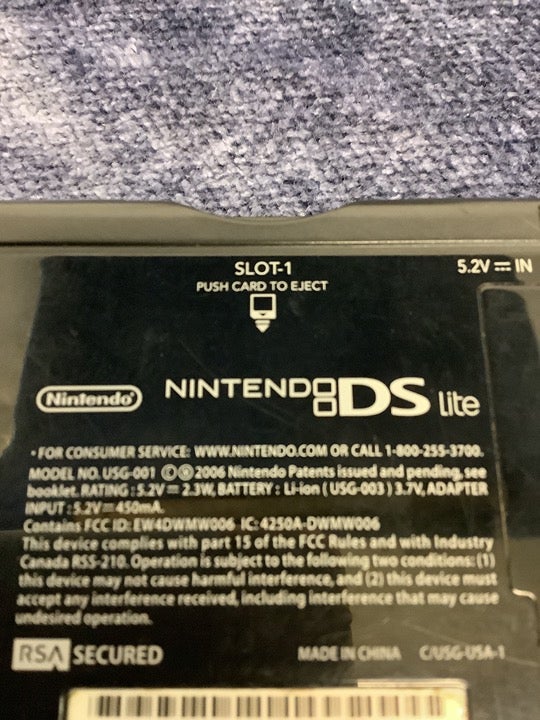 SLOT-1
PUSH CARD TO EJECT
5.2V ⎓ IN
Nintendo®
NINTENDO DS Lite
• FOR CONSUMER SERVICE: WWW.NINTENDO.COM OR CALL 1-800-255-3700.
MODEL NO. USG-001 ©® 2006 Nintendo Patents issued and pending, see
booklet. RATING : 5.2V ⎓ 2.3W, BATTERY : Li-ion ( USG-003 ) 3.7V, ADAPTER
INPUT : 5.2V ⎓ 450mA.
Contains FCC ID: EW4DWMW006 IC: 4250A-DWMW006
This device complies with part 15 of the FCC Rules and with Industry
Canada RSS-210. Operation is subject to the following two conditions: (1)
this device may not cause harmful interference, and (2) this device must
accept any interference received, including interference that may cause
undesired operation.
RSA SECURED
MADE IN CHINA C/USG-USA-1